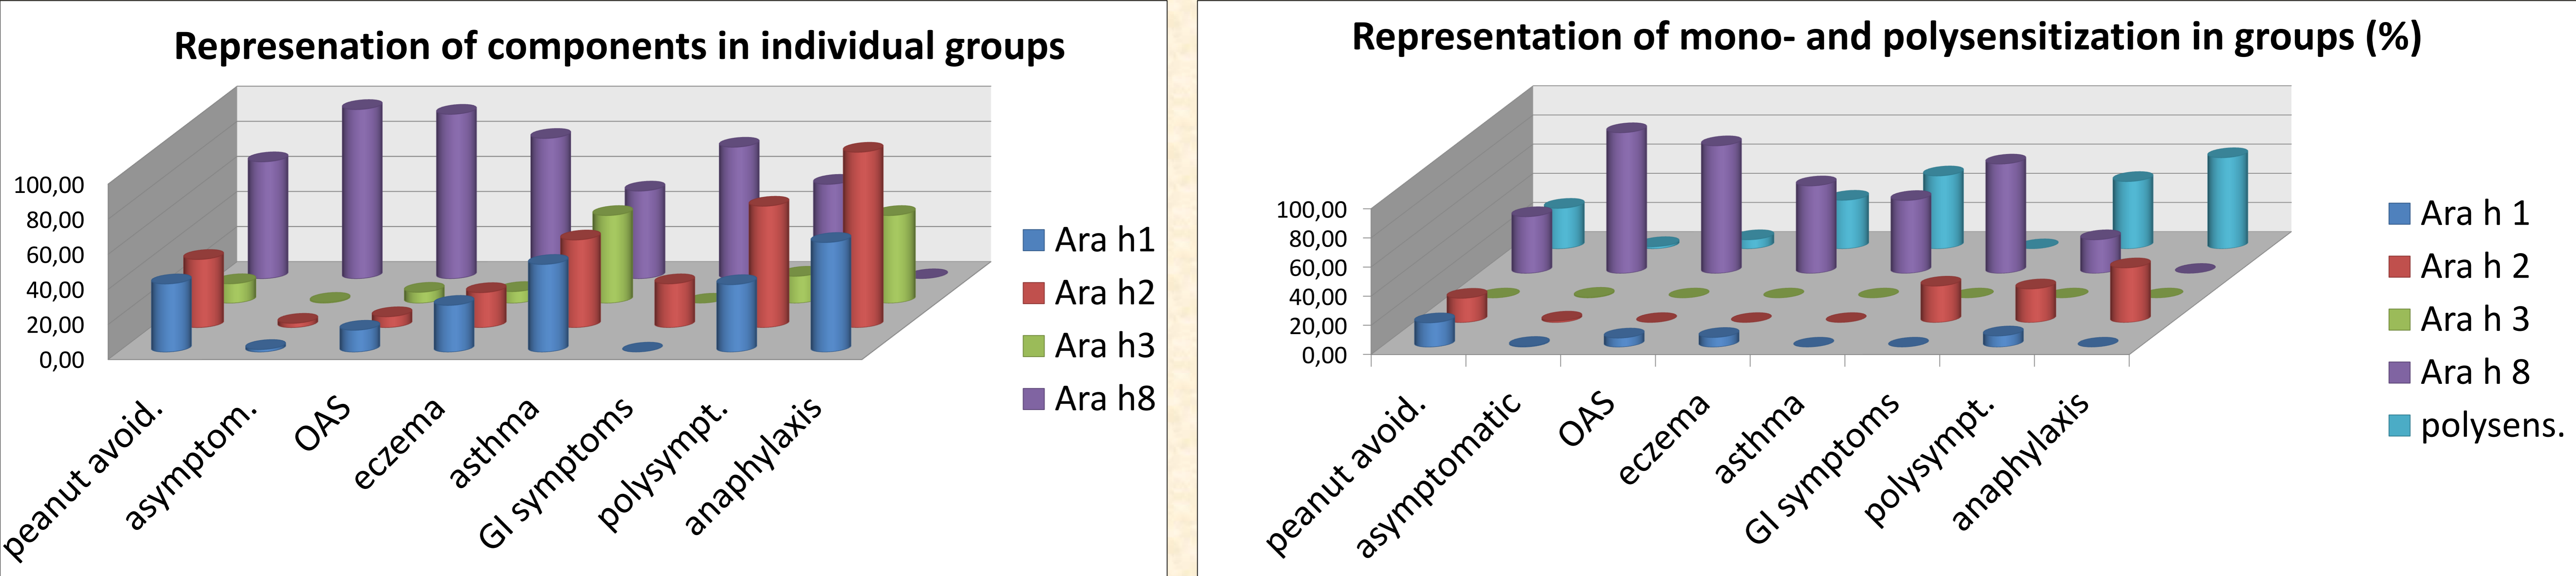 Represenation of components in individual groups
100,00
80,00
60,00
40,00
20,00
0,00
peanut avoid.
asymptom.
OAS
eczema
asthma
GI symptoms
polysympt.
anaphylaxis
Ara h1
Ara h2
Ara h3
Ara h8
Representation of mono- and polysensitization in groups (%)
100,00
80,00
60,00
40,00
20,00
0,00
peanut avoid.
asymptomatic
OAS
eczema
asthma
GI symptoms
polysympt.
anaphylaxis
Ara h 1
Ara h 2
Ara h 3
Ara h 8
polysens.